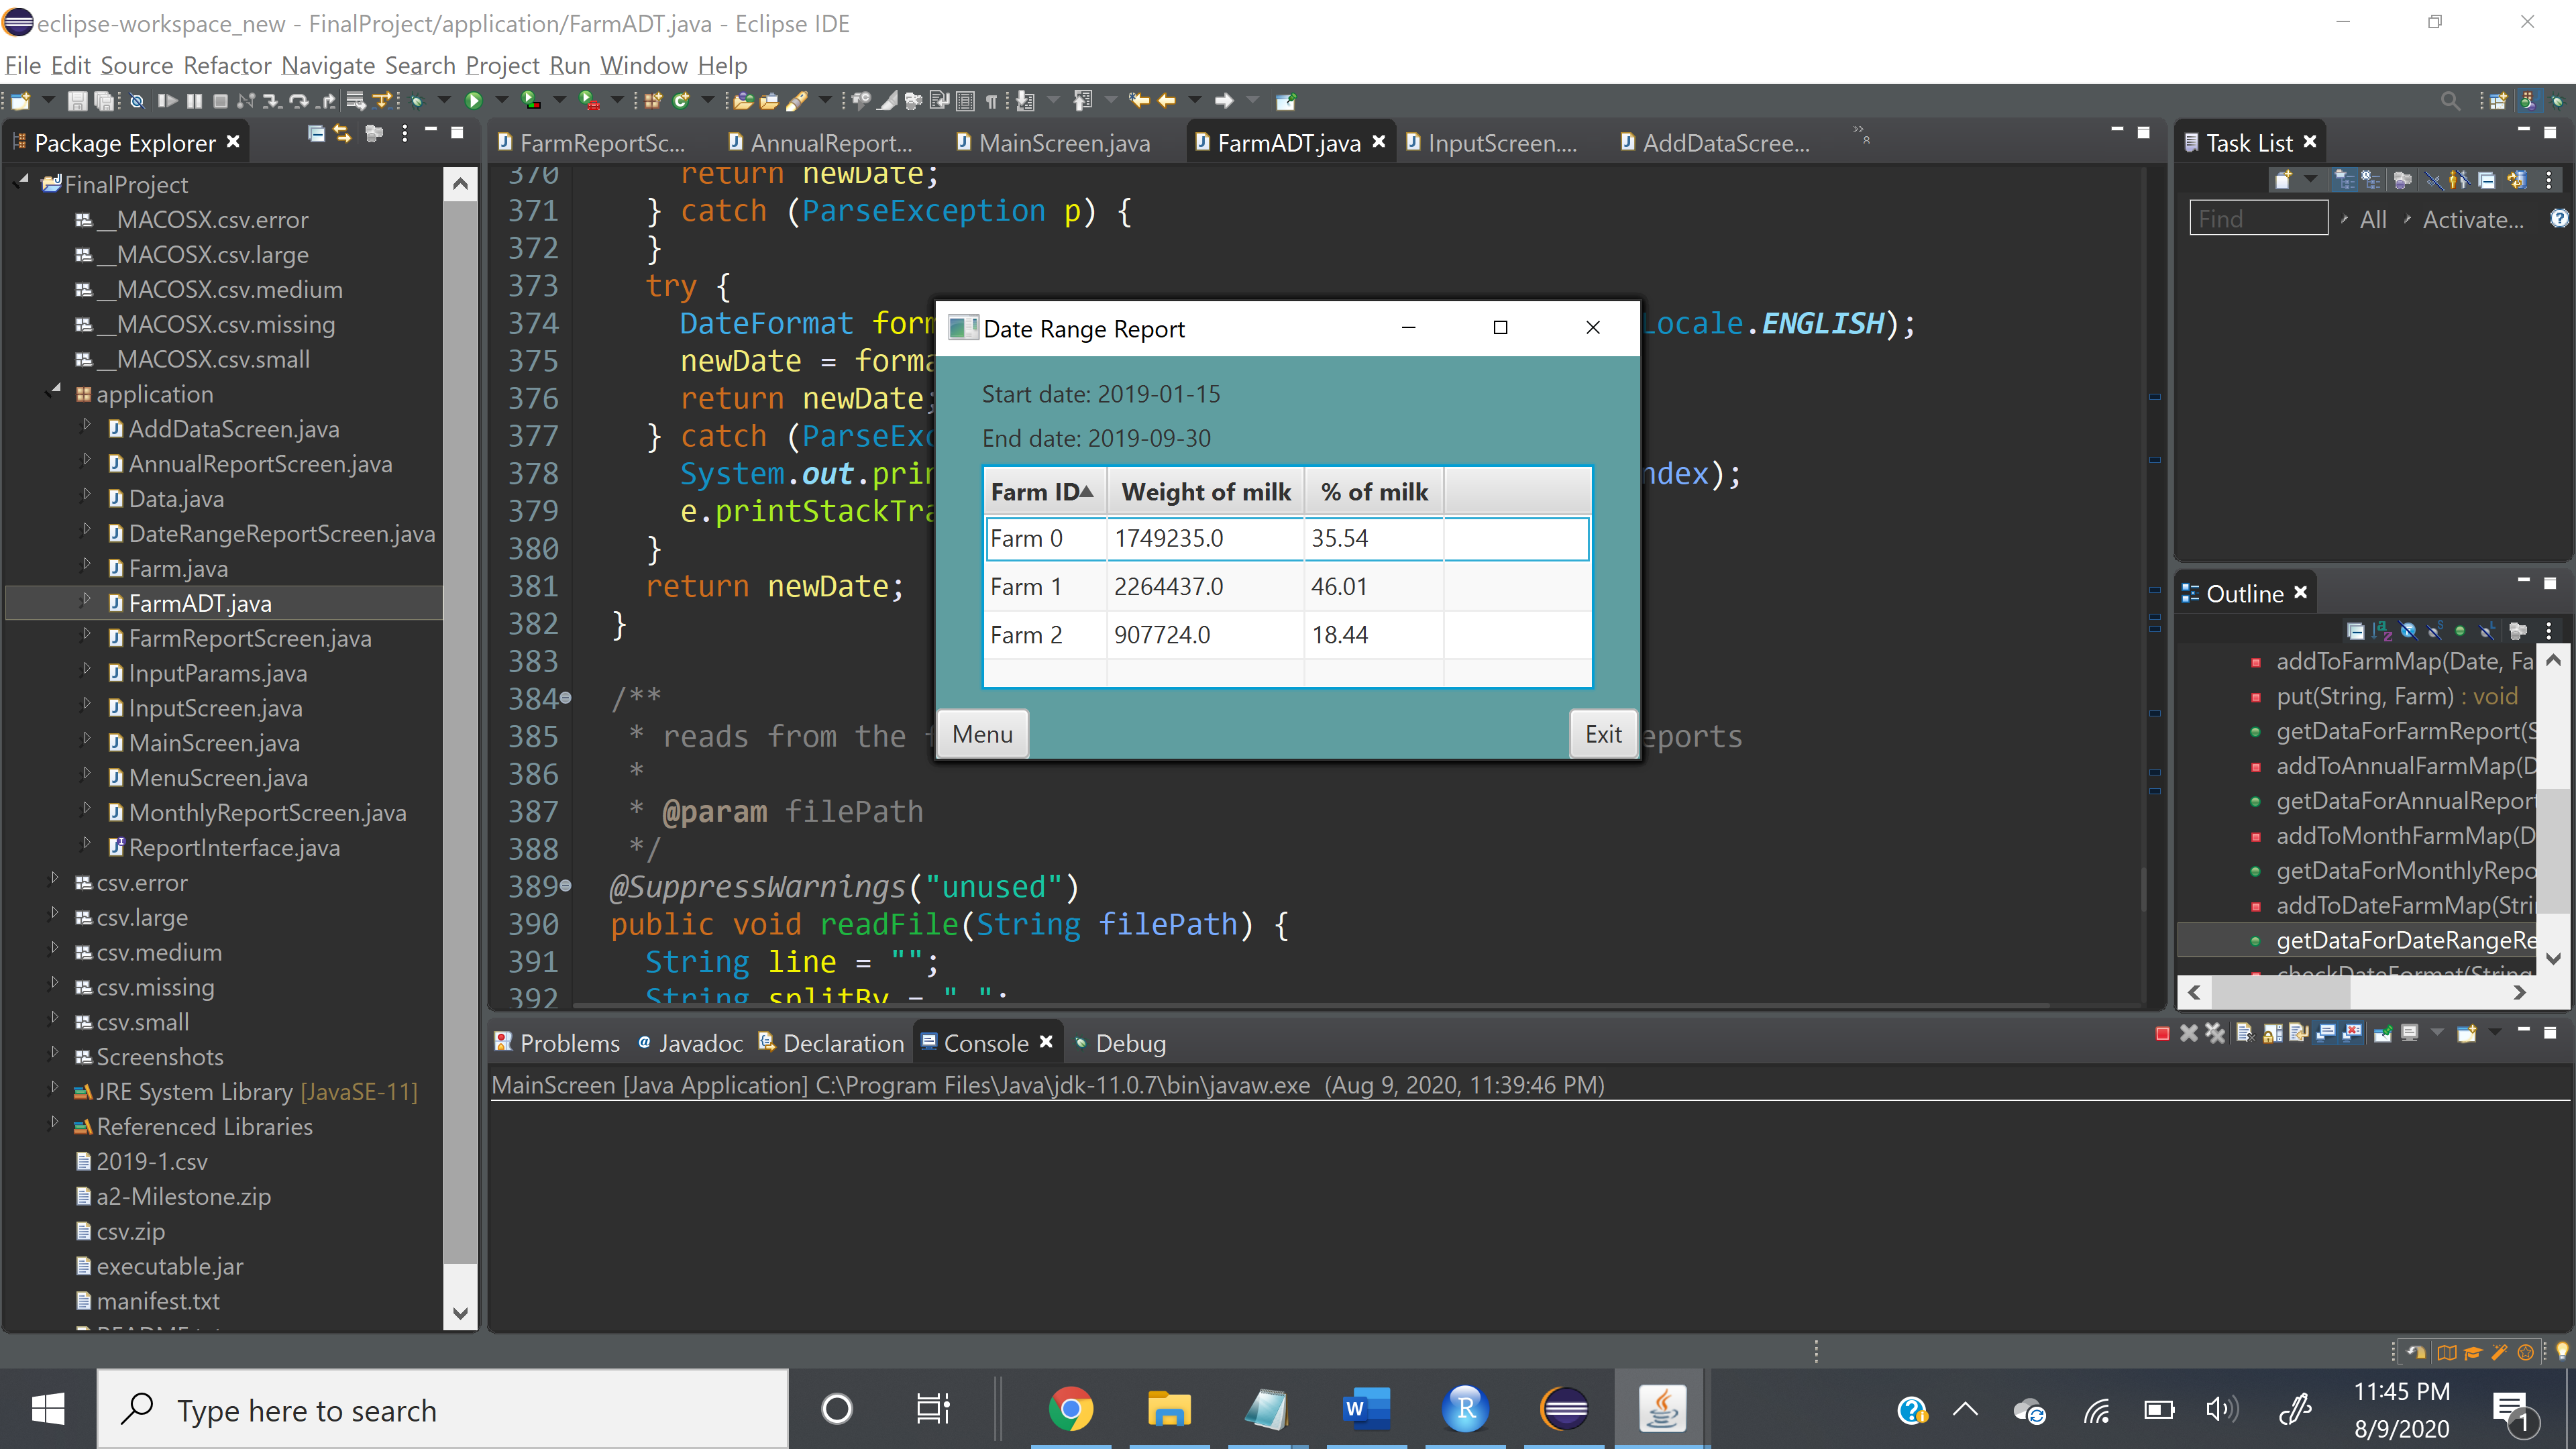 eclipse-workspace_new - FinalProject/application/FarmADT.java - Eclipse IDE
File Edit Source Refactor Navigate Search Project Run Window Help
Package Explorer
FinalProject
__MACOSX.csv.error
__MACOSX.csv.large
__MACOSX.csv.medium
__MACOSX.csv.missing
__MACOSX.csv.small
application
AddDataScreen.java
AnnualReportScreen.java
Data.java
DateRangeReportScreen.java
Farm.java
FarmADT.java
FarmReportScreen.java
InputParams.java
InputScreen.java
MainScreen.java
MenuScreen.java
MonthlyReportScreen.java
ReportInterface.java
csv.error
csv.large
csv.medium
csv.missing
csv.small
Screenshots
JRE System Library [JavaSE-11]
Referenced Libraries
2019-1.csv
a2-Milestone.zip
csv.zip
executable.jar
manifest.txt
FarmReportSc... AnnualReport... MainScreen.java FarmADT.java InputScreen.... AddDataScree... »8
370 return newDate;
371 } catch (ParseException p) {
372 }
373 try {
374 DateFormat form Locale.ENGLISH);
375 newDate = forma
376 return newDate;
377 } catch (ParseExc
378 System.out.prin ndex);
379 e.printStackTra
380 }
381 return newDate;
382 }
383
384 /**
385 * reads from the eports
386 *
387 * @param filePath
388 */
389 @SuppressWarnings("unused")
390 public void readFile(String filePath) {
391 String line = "";
392 String splitBy = ",";
Date Range Report
Start date: 2019-01-15
End date: 2019-09-30
Farm ID Weight of milk % of milk
Farm 0 1749235.0 35.54
Farm 1 2264437.0 46.01
Farm 2 907724.0 18.44
Menu Exit
Task List
Find All Activate...
Outline
addToFarmMap(Date, Fa
put(String, Farm) : void
getDataForFarmReport(S
addToAnnualFarmMap(D
getDataForAnnualReport
addToMonthFarmMap(D
getDataForMonthlyRepo
addToDateFarmMap(Stri
getDataForDateRangeRe
checkDateFormat(String
Problems Javadoc Declaration Console Debug
MainScreen [Java Application] C:\Program Files\Java\jdk-11.0.7\bin\javaw.exe (Aug 9, 2020, 11:39:46 PM)
Type here to search
11:45 PM
8/9/2020
1